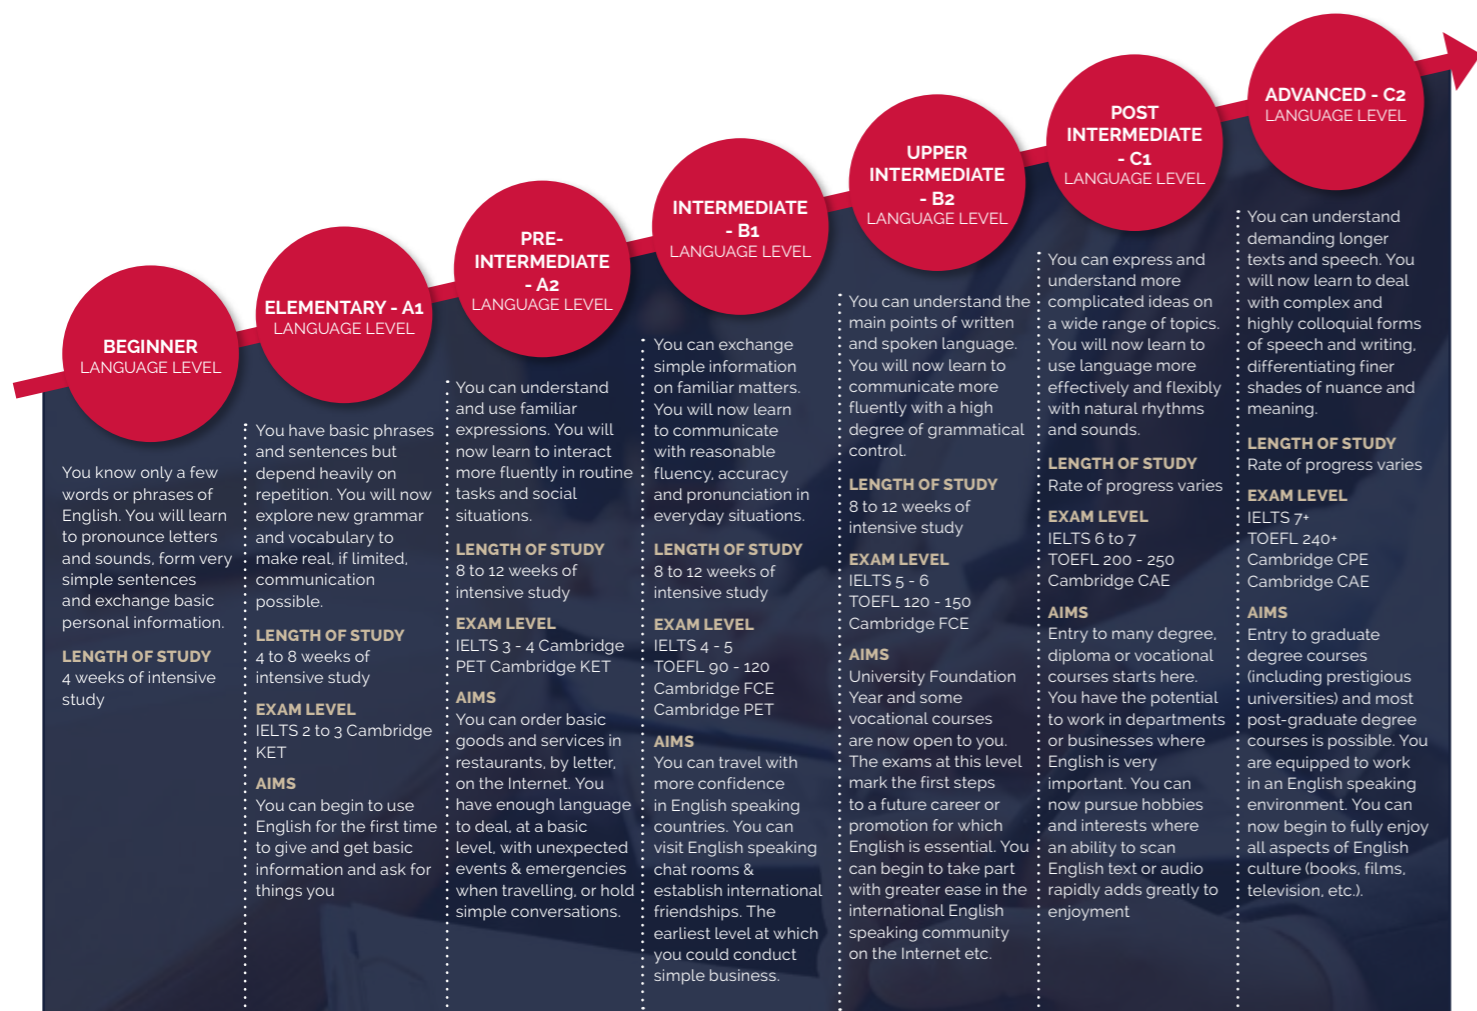 BEGINNER
LANGUAGE LEVEL
You know only a few
words or phrases of
English. You will learn
to pronounce letters
and sounds, form very
simple sentences
and exchange basic
personal information.
LENGTH OF STUDY
4 weeks of intensive
study
ELEMENTARY - A1
LANGUAGE LEVEL
You have basic phrases
and sentences but
depend heavily on
repetition. You will now
explore new grammar
and vocabulary to
make real, if limited,
communication
possible.
LENGTH OF STUDY
4 to 8 weeks of
intensive study
EXAM LEVEL
IELTS 2 to 3 Cambridge
KET
AIMS
You can begin to use
English for the first time
to give and get basic
information and ask for
things you
PRE-
INTERMEDIATE
- A2
LANGUAGE LEVEL
You can understand
and use familiar
expressions. You will
now learn to interact
more fluently in routine
tasks and social
situations.
LENGTH OF STUDY
8 to 12 weeks of
intensive study
EXAM LEVEL
IELTS 3 - 4 Cambridge
PET Cambridge KET
AIMS
You can order basic
goods and services in
restaurants, by letter,
on the Internet. You
have enough language
to deal, at a basic
level, with unexpected
events & emergencies
when travelling, or hold
simple conversations.
INTERMEDIATE
- B1
LANGUAGE LEVEL
You can exchange
simple information
on familiar matters.
You will now learn
to communicate
with reasonable
fluency, accuracy
and pronunciation in
everyday situations.
LENGTH OF STUDY
8 to 12 weeks of
intensive study
EXAM LEVEL
IELTS 4 - 5
TOEFL 90 - 120
Cambridge FCE
Cambridge PET
AIMS
You can travel with
more confidence
in English speaking
countries. You can
visit English speaking
chat rooms &
establish international
friendships. The
earliest level at which
you could conduct
simple business.
UPPER
INTERMEDIATE
- B2
LANGUAGE LEVEL
You can understand the
main points of written
and spoken language.
You will now learn to
communicate more
fluently with a high
degree of grammatical
control.
LENGTH OF STUDY
8 to 12 weeks of
intensive study
EXAM LEVEL
IELTS 5 - 6
TOEFL 120 - 150
Cambridge FCE
AIMS
University Foundation
Year and some
vocational courses
are now open to you.
The exams at this level
mark the first steps
to a future career or
promotion for which
English is essential. You
can begin to take part
with greater ease in the
international English
speaking community
on the Internet etc.
POST
INTERMEDIATE
- C1
LANGUAGE LEVEL
You can express and
understand more
complicated ideas on
a wide range of topics.
You will now learn to
use language more
effectively and flexibly
with natural rhythms
and sounds.
LENGTH OF STUDY
Rate of progress varies
EXAM LEVEL
IELTS 6 to 7
TOEFL 200 - 250
Cambridge CAE
AIMS
Entry to many degree,
diploma or vocational
courses starts here.
You have the potential
to work in departments
or businesses where
English is very
important. You can
now pursue hobbies
and interests where
an ability to scan
English text or audio
rapidly adds greatly to
enjoyment
ADVANCED - C2
LANGUAGE LEVEL
You can understand
demanding longer
texts and speech. You
will now learn to deal
with complex and
highly colloquial forms
of speech and writing,
differentiating finer
shades of nuance and
meaning.
LENGTH OF STUDY
Rate of progress varies
EXAM LEVEL
IELTS 7+
TOEFL 240+
Cambridge CPE
Cambridge CAE
AIMS
Entry to graduate
degree courses
(including prestigious
universities) and most
post-graduate degree
courses is possible. You
are equipped to work
in an English speaking
environment. You can
now begin to fully enjoy
all aspects of English
culture (books, films,
television, etc.).